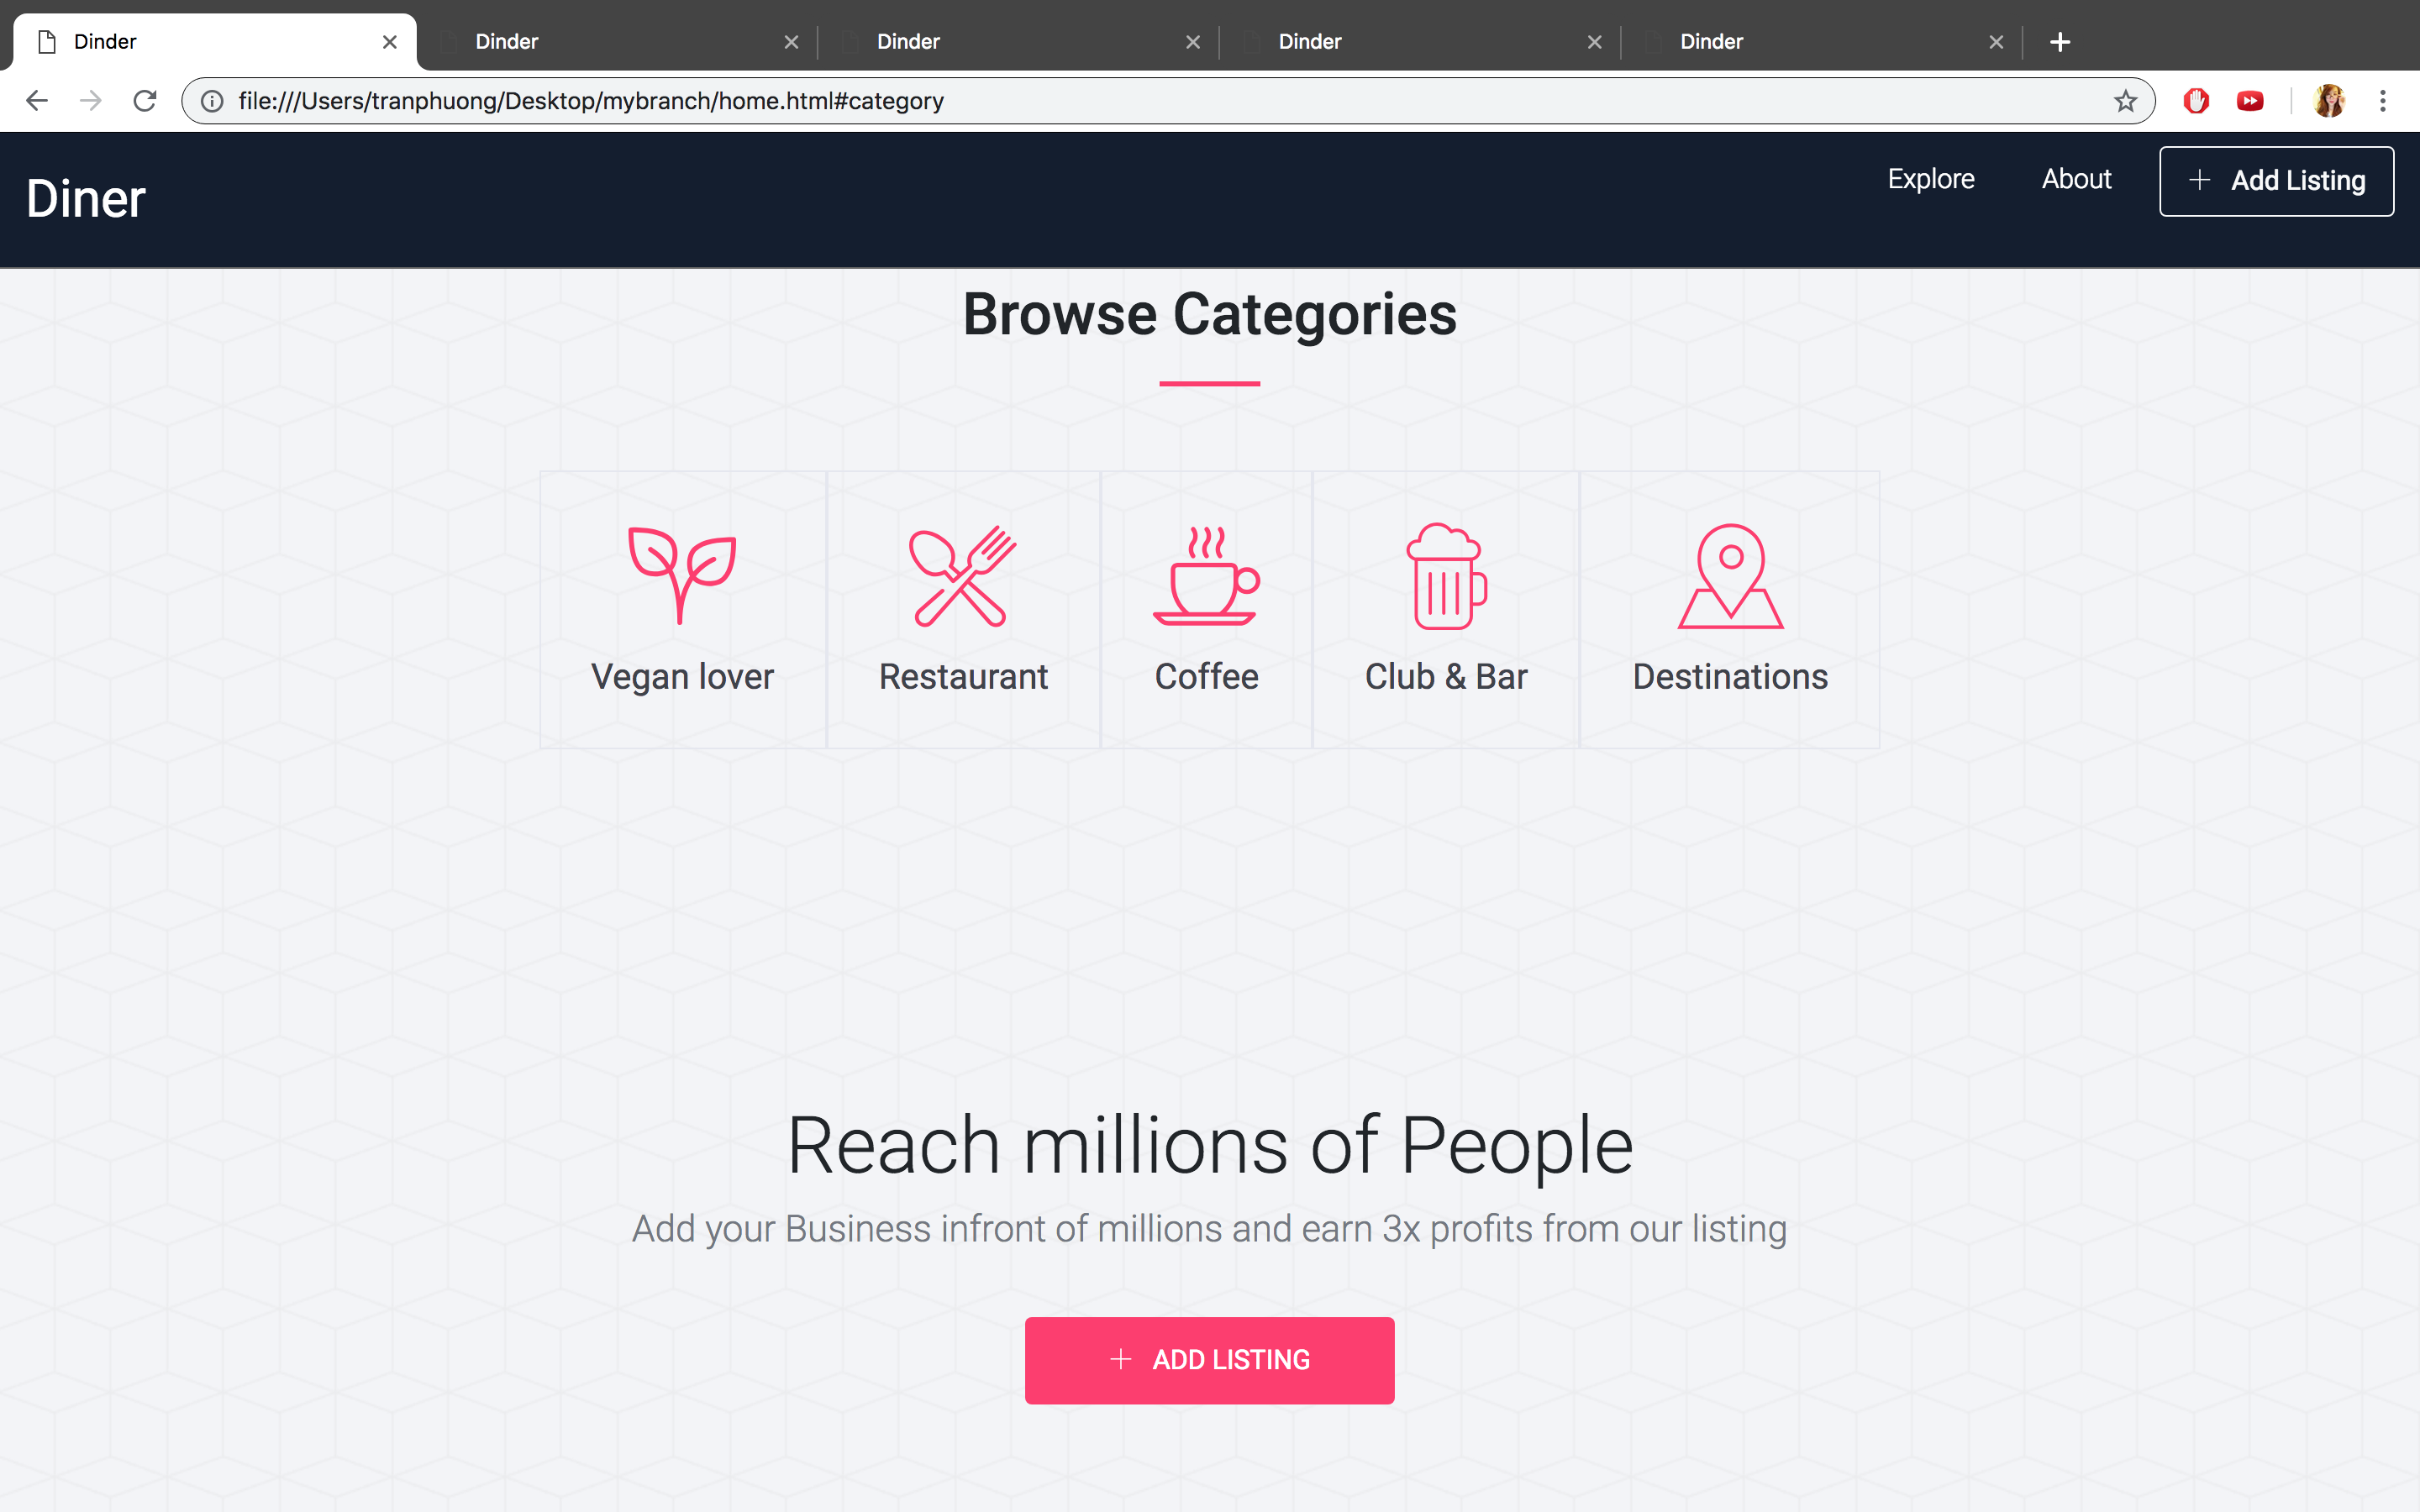 Dinder
Dinder
Dinder
Dinder
Dinder
file:///Users/tranphuong/Desktop/mybranch/home.html#category
Diner
Explore
About
Add Listing
Browse Categories
Vegan lover
Restaurant
Coffee
Club & Bar
Destinations
Reach millions of People
Add your Business infront of millions and earn 3x profits from our listing
ADD LISTING